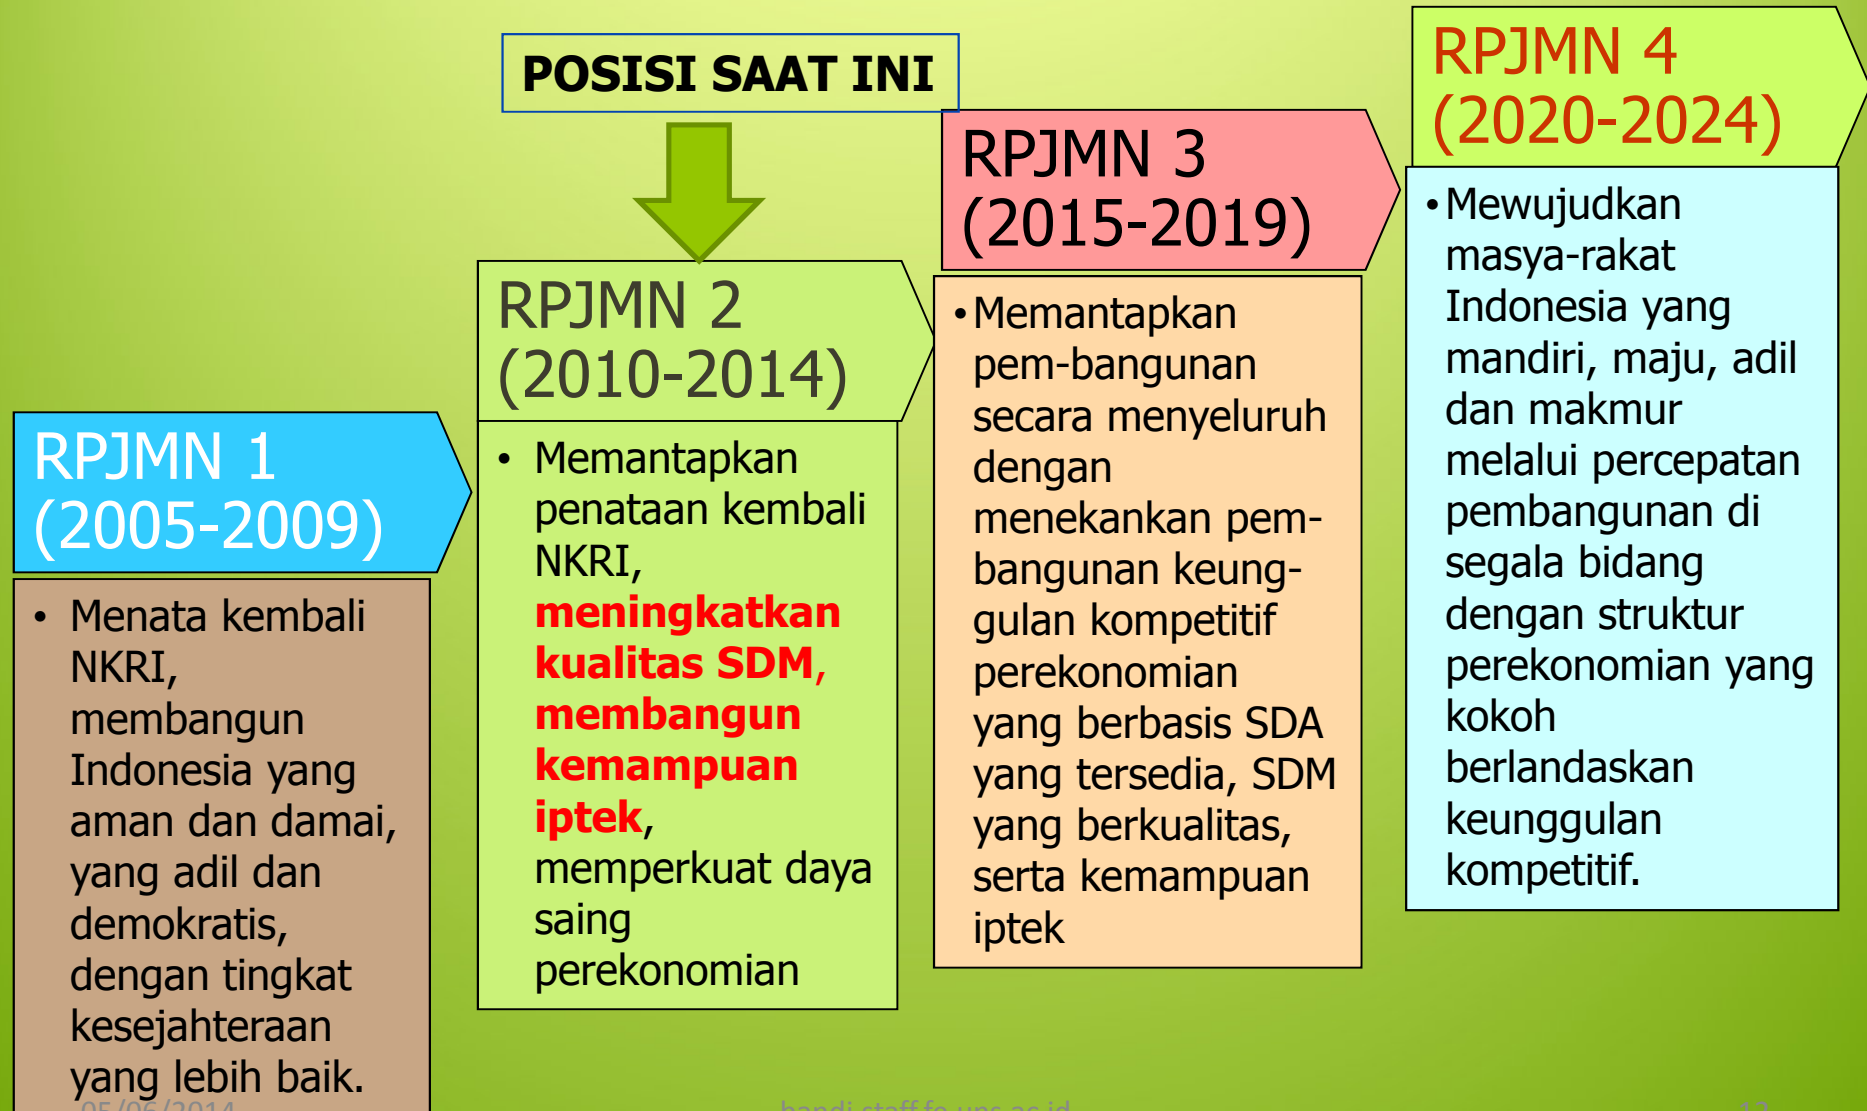 POSISI SAAT INI
RPJMN 1
(2005-2009)
• Menata kembali
NKRI,
membangun
Indonesia yang
aman dan damai,
yang adil dan
demokratis,
dengan tingkat
kesejahteraan
yang lebih baik.
RPJMN 2
(2010-2014)
• Memantapkan
penataan kembali
NKRI,
meningkatkan
kualitas SDM,
membangun
kemampuan
iptek,
memperkuat daya
saing
perekonomian
RPJMN 3
(2015-2019)
•Memantapkan
pem-bangunan
secara menyeluruh
dengan
menekankan pem-
bangunan keung-
gulan kompetitif
perekonomian
yang berbasis SDA
yang tersedia, SDM
yang berkualitas,
serta kemampuan
iptek
RPJMN 4
(2020-2024)
•Mewujudkan
masya-rakat
Indonesia yang
mandiri, maju, adil
dan makmur
melalui percepatan
pembangunan di
segala bidang
dengan struktur
perekonomian yang
kokoh
berlandaskan
keunggulan
kompetitif.
05/06/2014